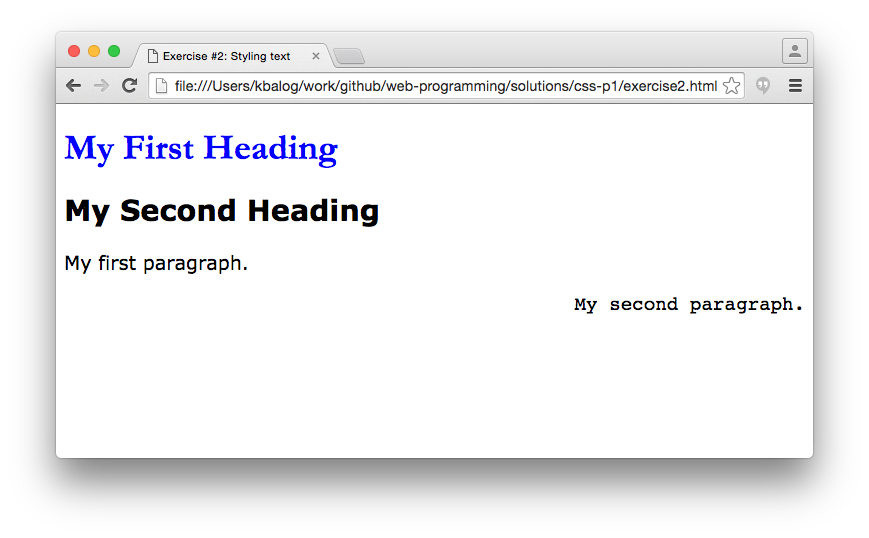 Exercise #2: Styling text
file:///Users/kbalog/work/github/web-programming/solutions/css-p1/exercise2.html
My First Heading
My Second Heading
My first paragraph.
My second paragraph.